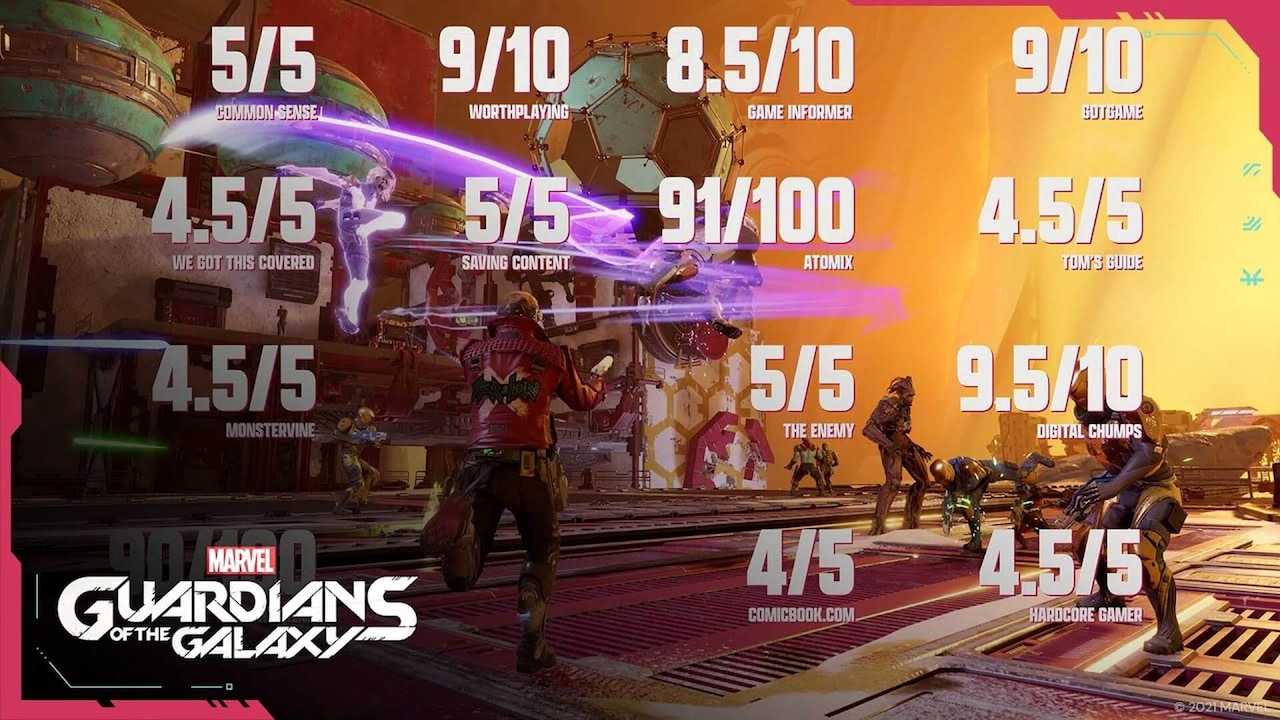 5/5
COMMON SENSE
9/10
WORTHPLAYING
8.5/10
GAME INFORMER
9/10
GOTGAME
4.5/5
WE GOT THIS COVERED
5/5
SAVING CONTENT
91/100
ATOMIX
4.5/5
TOM'S GUIDE
4.5/5
MONSTERVINE
5/5
THE ENEMY
9.5/10
DIGITAL CHUMPS
90/100
4/5
COMICBOOK.COM
4.5/5
HARDCORE GAMER
MARVEL
GUARDIANS
OF THE GALAXY
© 2021 MARVEL